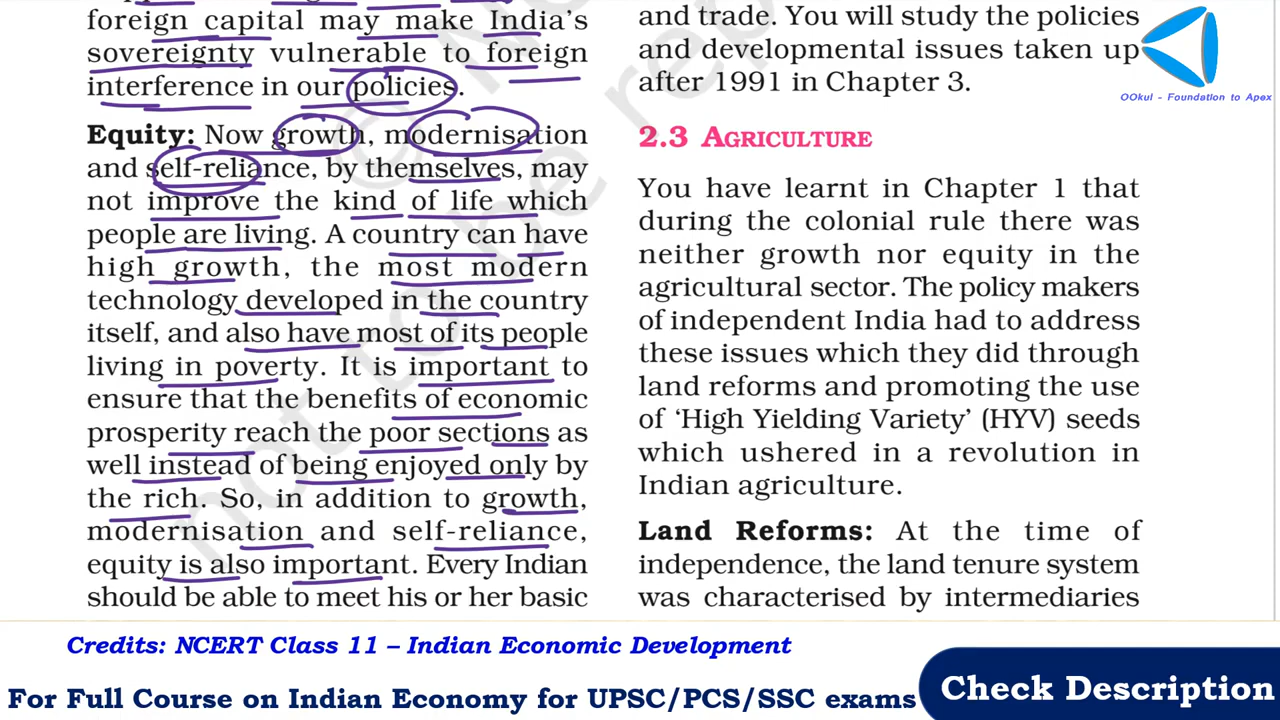 foreign capital may make India's
sovereignty vulnerable to foreign
interference in our policies.
Equity: Now growth, modernisation
and self-reliance, by themselves, may
not improve the kind of life which
people are living. A country can have
high growth, the most modern
technology developed in the country
itself, and also have most of its people
living in poverty. It is important to
ensure that the benefits of economic
prosperity reach the poor sections as
well instead of being enjoyed only by
the rich. So, in addition to growth,
modernisation and self-reliance,
equity is also important. Every Indian
should be able to meet his or her basic
and trade. You will study the policies
and developmental issues taken up
after 1991 in Chapter 3.
2.3 AGRICULTURE
You have learnt in Chapter 1 that
during the colonial rule there was
neither growth nor equity in the
agricultural sector. The policy makers
of independent India had to address
these issues which they did through
land reforms and promoting the use
of ‘High Yielding Variety’ (HYV) seeds
which ushered in a revolution in
Indian agriculture.
Land Reforms: At the time of
independence, the land tenure system
was characterised by intermediaries
OOkul - Foundation to Apex
not to be rep
Credits: NCERT Class 11 – Indian Economic Development
For Full Course on Indian Economy for UPSC/PCS/SSC exams
Check Description